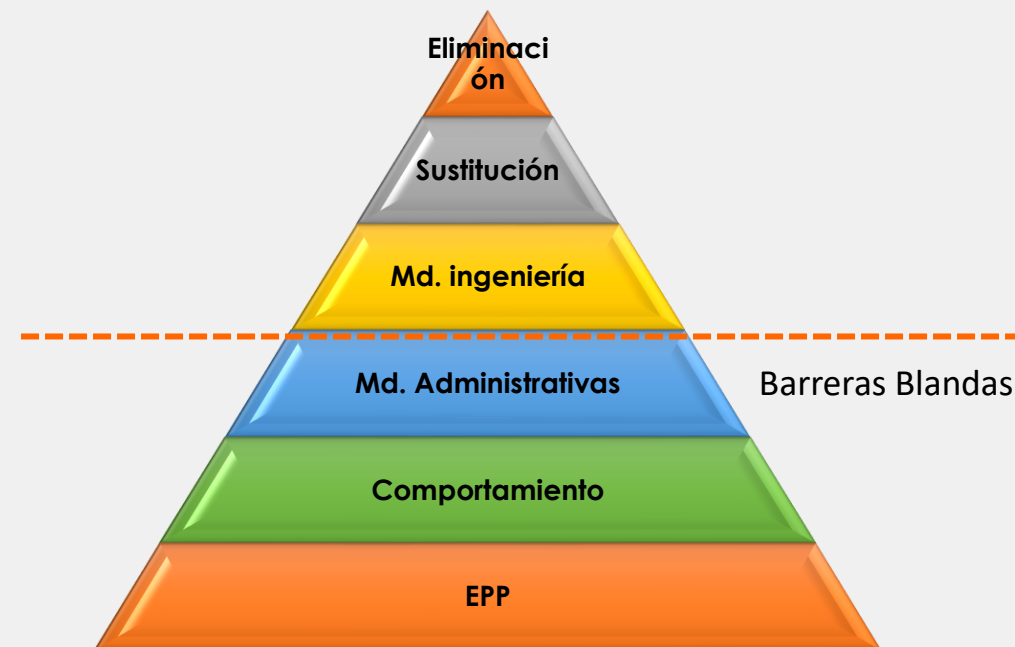 Eliminaci
ón
Sustitución
Md. ingeniería
Md. Administrativas
Barreras Blandas
Comportamiento
EPP